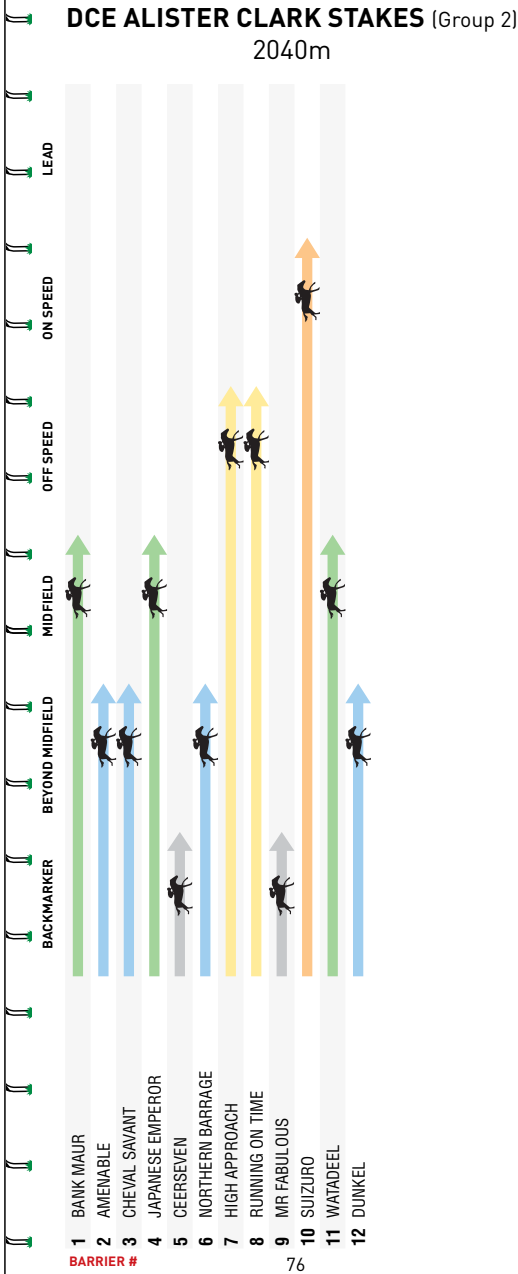 DCE ALISTER CLARK STAKES (Group 2)
2040m
LEAD
ON SPEED
OFF SPEED
MIDFIELD
BEYOND MIDFIELD
BACKMARKER
1 BANK MAUR
2 AMENABLE
3 CHEVAL SAVANT
4 JAPANESE EMPEROR
5 CEERSEVEN
6 NORTHERN BARRAGE
7 HIGH APPROACH
8 RUNNING ON TIME
9 MR FABULOUS
10 SUIZURO
11 WATADEEL
12 DUNKEL
BARRIER #
76